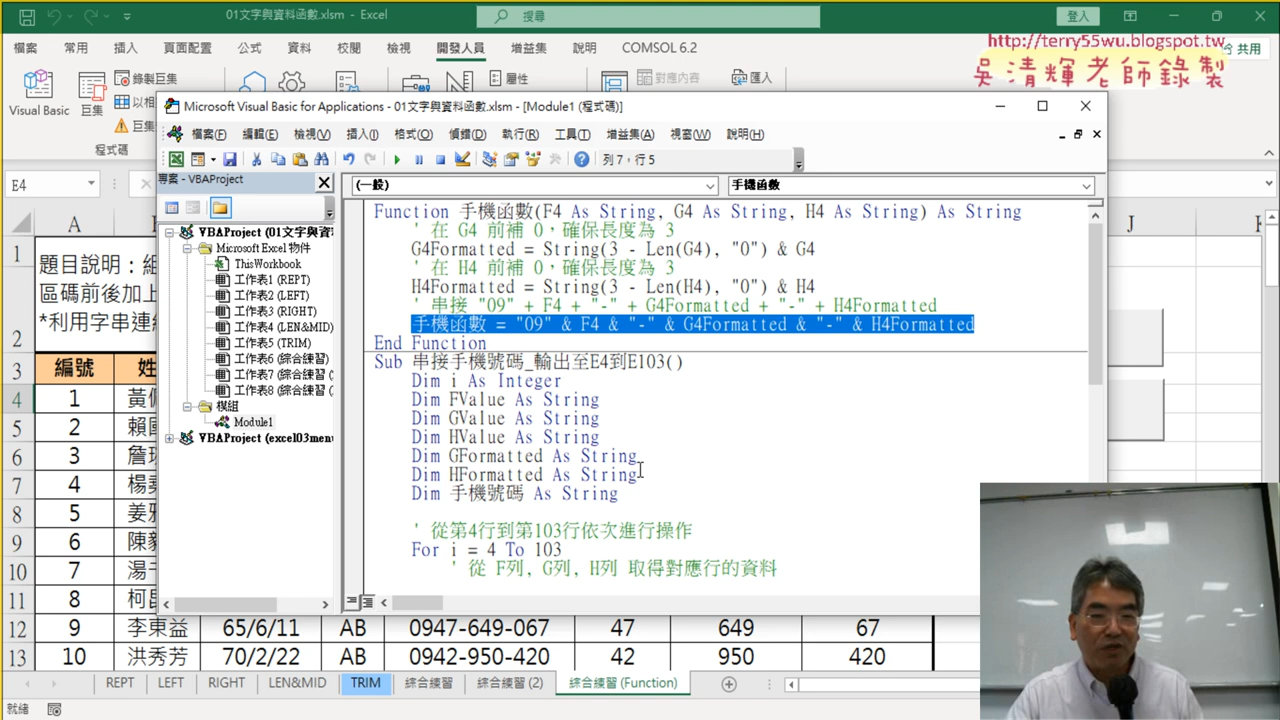 01文字與資料函數.xlsm - Excel
搜尋
登入
檔案 常用 插入 頁面配置 公式 資料 校閱 檢視 開發人員 增益集 說明 COMSOL 6.2
共用
http://terry55wu.blogspot.tw
吳清輝老師錄製
Visual Basic
巨集
錄製巨集
以相
巨集
程式碼
屬性
對應內容
匯入
Microsoft Visual Basic for Applications - 01文字與資料函數.xlsm - [Module1 (程式碼)]
檔案(F) 編輯(E) 檢視(V) 插入(I) 格式(O) 偵錯(D) 執行(R) 工具(T) 增益集(A) 視窗(W) 說明(H)
列 7，行 5
專案 - VBAProject
VBAProject (01文字與資
Microsoft Excel 物件
ThisWorkbook
工作表1 (REPT)
工作表2 (LEFT)
工作表3 (RIGHT)
工作表4 (LEN&MID)
工作表5 (TRIM)
工作表6 (綜合練習)
工作表7 (綜合練習 (
工作表8 (綜合練習 (
模組
Module1
VBAProject (excel03menu
(一般)
手機函數
Function 手機函數(F4 As String, G4 As String, H4 As String) As String
' 在 G4 前補 0，確保長度為 3
G4Formatted = String(3 - Len(G4), "0") & G4
' 在 H4 前補 0，確保長度為 3
H4Formatted = String(3 - Len(H4), "0") & H4
' 串接 "09" + F4 + "-" + G4Formatted + "-" + H4Formatted
手機函數 = "09" & F4 & "-" & G4Formatted & "-" & H4Formatted
End Function
Sub 串接手機號碼_輸出至E4到E103()
Dim i As Integer
Dim FValue As String
Dim GValue As String
Dim HValue As String
Dim GFormatted As String
Dim HFormatted As String
Dim 手機號碼 As String
' 從第4行到第103行依次進行操作
For i = 4 To 103
' 從 F列, G列, H列 取得對應行的資料
E4
A J K
1 題目說明：
區碼前後加上
2 *利用字串連
3 編號 姓
4 1
5 2
6 3
7 4
8 5
9 6
10 7
11 8
12 9 李東益 65/6/11 AB 0947-649-067 47 649 67
13 10 洪秀芳 70/2/22 AB 0942-950-420 42 950 420
REPT LEFT RIGHT LEN&MID TRIM 綜合練習 綜合練習 (2) 綜合練習 (Function)
就緒